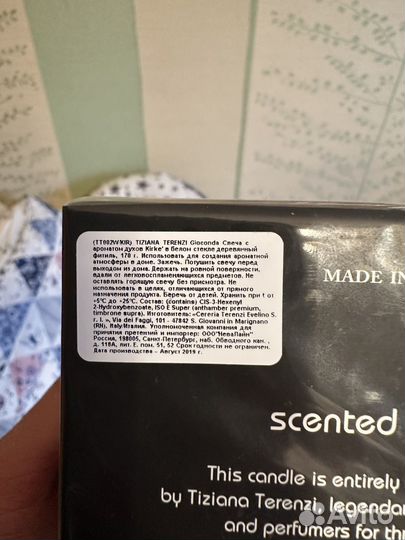 (TT002WKIR) TIZIANA TERENZI Gioconda Свеча с
ароматом духов Kirke' в белом стекле деревянный
фитиль, 170 г. Использовать для создания ароматной
атмосферы в доме. Зажечь. Потушить свечу перед
выходом из дома. Держать на ровной поверхности,
вдали от легковоспламеняющихся предметов. Не
оставлять горящую свечу без присмотра. Не
использовать в целях, отличающихся от прямого
назначения продукта. Беречь от детей. Хранить при t от
+5°С до +25°С. Состав: (contains) CIS-3-Hexenyl
2-Hydroxybenzoate, ISO E Super (anthamber premium,
timbrone supra). Изготовитель: «Cereria Terenzi Evelino S.
r. l. », Via dei Faggi, 101 - 47842 S. Giovanni in Marignano
(RN), Italy/Италия. Уполномоченная компания для
принятия претензий и импортер: ООО"НеваЛайн"
Россия, 198005, Санкт-Петербург, наб. Обводного кан. ,
д. 118А, лит. Е, пом. 51, 52 Срок годности не ограничен.
Дата производства - Август 2019 г.
MADE IN
scented
This candle is entirely
by Tiziana Terenzi, legendar
and perfumers for thr
Avito